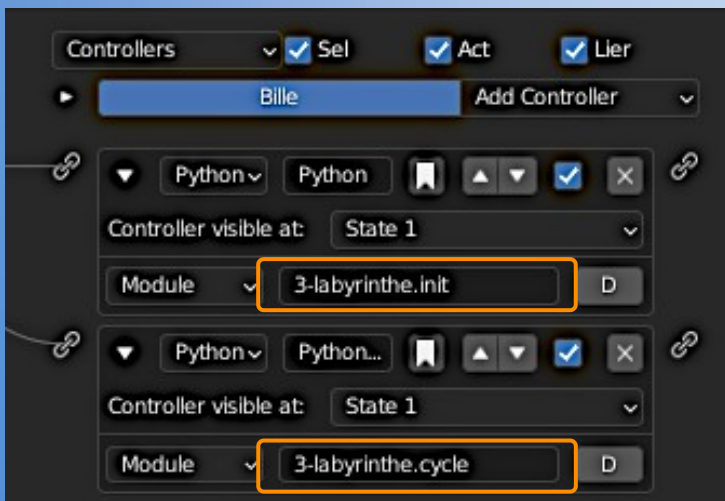 Controllers Sel Act Lier
Bille Add Controller
Python Python
Controller visible at: State 1
Module 3-labyrinthe.init D
Python Python...
Controller visible at: State 1
Module 3-labyrinthe.cycle D